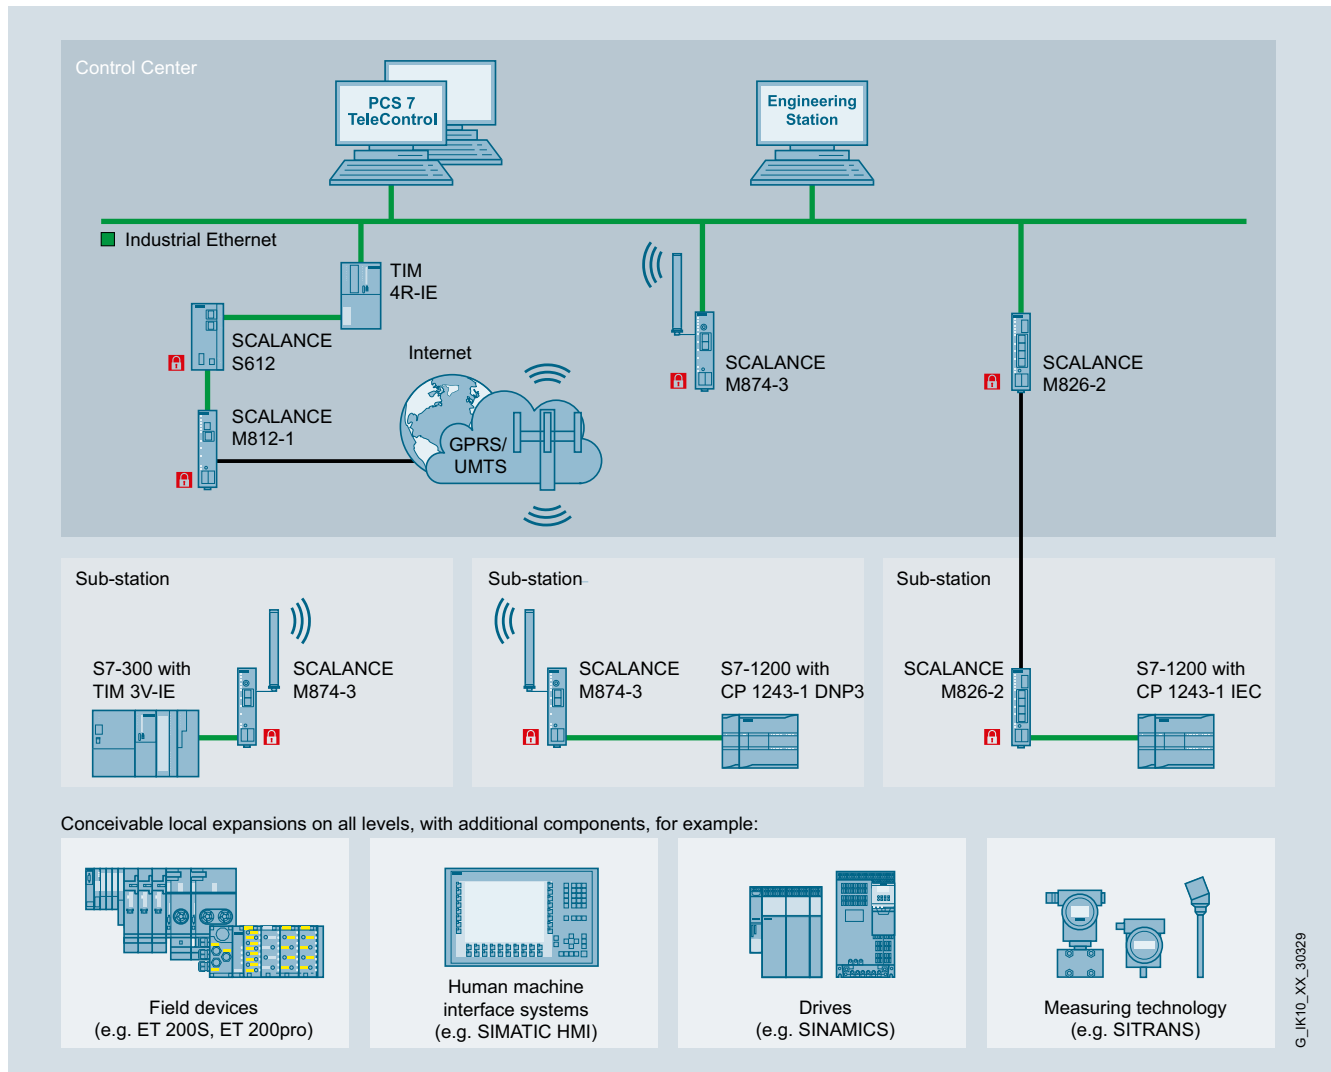 Control Center
PCS 7
TeleControl
Engineering
Station
Industrial Ethernet
TIM
4R-IE
SCALANCE
S612
Internet
SCALANCE
M874-3
SCALANCE
M826-2
SCALANCE
M812-1
GPRS/
UMTS
Sub-station
S7-300 with
TIM 3V-IE
SCALANCE
M874-3
Sub-station
SCALANCE
M874-3
S7-1200 with
CP 1243-1 DNP3
Sub-station
SCALANCE
M826-2
S7-1200 with
CP 1243-1 IEC
Conceivable local expansions on all levels, with additional components, for example:
Field devices
(e.g. ET 200S, ET 200pro)
Human machine
interface systems
(e.g. SIMATIC HMI)
Drives
(e.g. SINAMICS)
Measuring technology
(e.g. SITRANS)
G_IK10_XX_30329